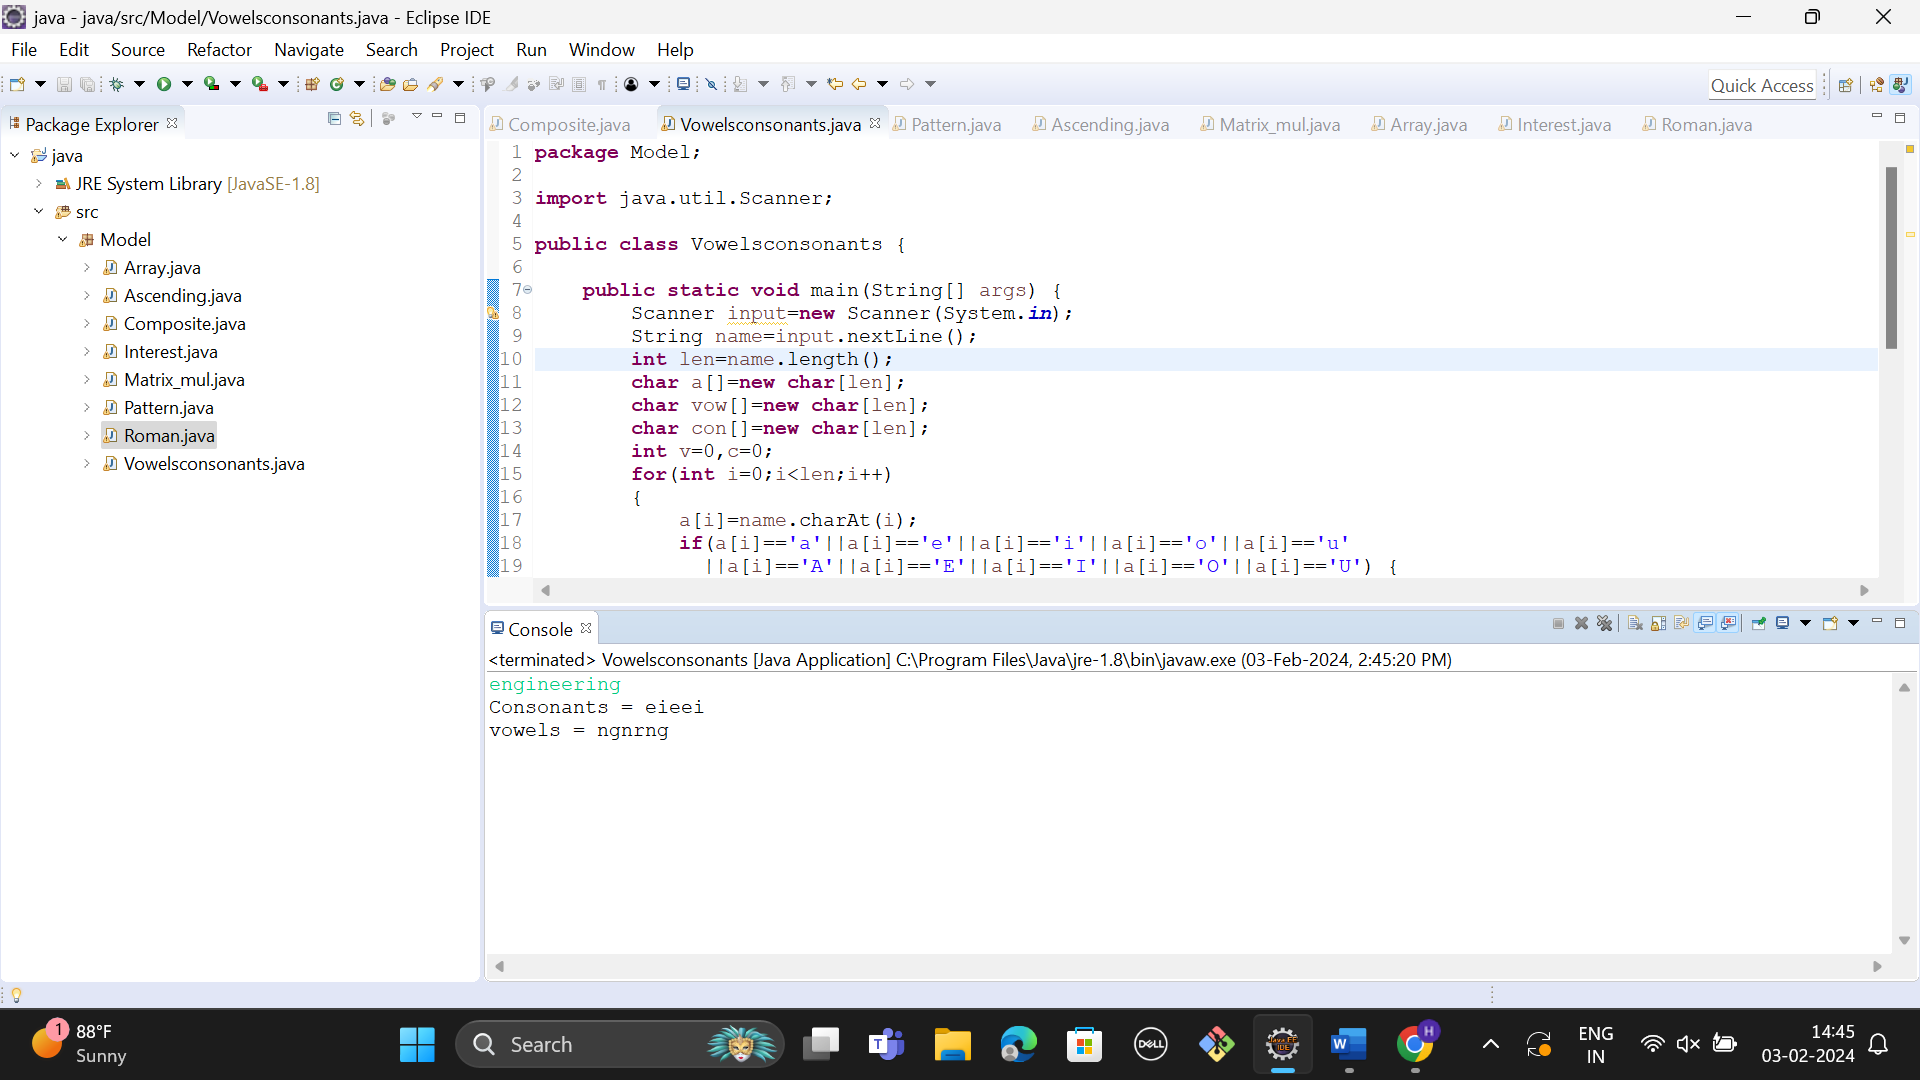 java - java/src/Model/Vowelsconsonants.java - Eclipse IDE
File Edit Source Refactor Navigate Search Project Run Window Help
Quick Access
Package Explorer
java
JRE System Library [JavaSE-1.8]
src
Model
Array.java
Ascending.java
Composite.java
Interest.java
Matrix_mul.java
Pattern.java
Roman.java
Vowelsconsonants.java
Composite.java Vowelsconsonants.java Pattern.java Ascending.java Matrix_mul.java Array.java Interest.java Roman.java
1 package Model;
2
3 import java.util.Scanner;
4
5 public class Vowelsconsonants {
6
7 public static void main(String[] args) {
8 Scanner input=new Scanner(System.in);
9 String name=input.nextLine();
10 int len=name.length();
11 char a[]=new char[len];
12 char vow[]=new char[len];
13 char con[]=new char[len];
14 int v=0,c=0;
15 for(int i=0;i<len;i++)
16 {
17 a[i]=name.charAt(i);
18 if(a[i]=='a'||a[i]=='e'||a[i]=='i'||a[i]=='o'||a[i]=='u'
19 ||a[i]=='A'||a[i]=='E'||a[i]=='I'||a[i]=='O'||a[i]=='U') {
Console
<terminated> Vowelsconsonants [Java Application] C:\Program Files\Java\jre-1.8\bin\javaw.exe (03-Feb-2024, 2:45:20 PM)
engineering
Consonants = eieei
vowels = ngnrng
1
88°F
Sunny
Search
T
DELL
Java EE
IDE
W
H
ENG
IN
14:45
03-02-2024